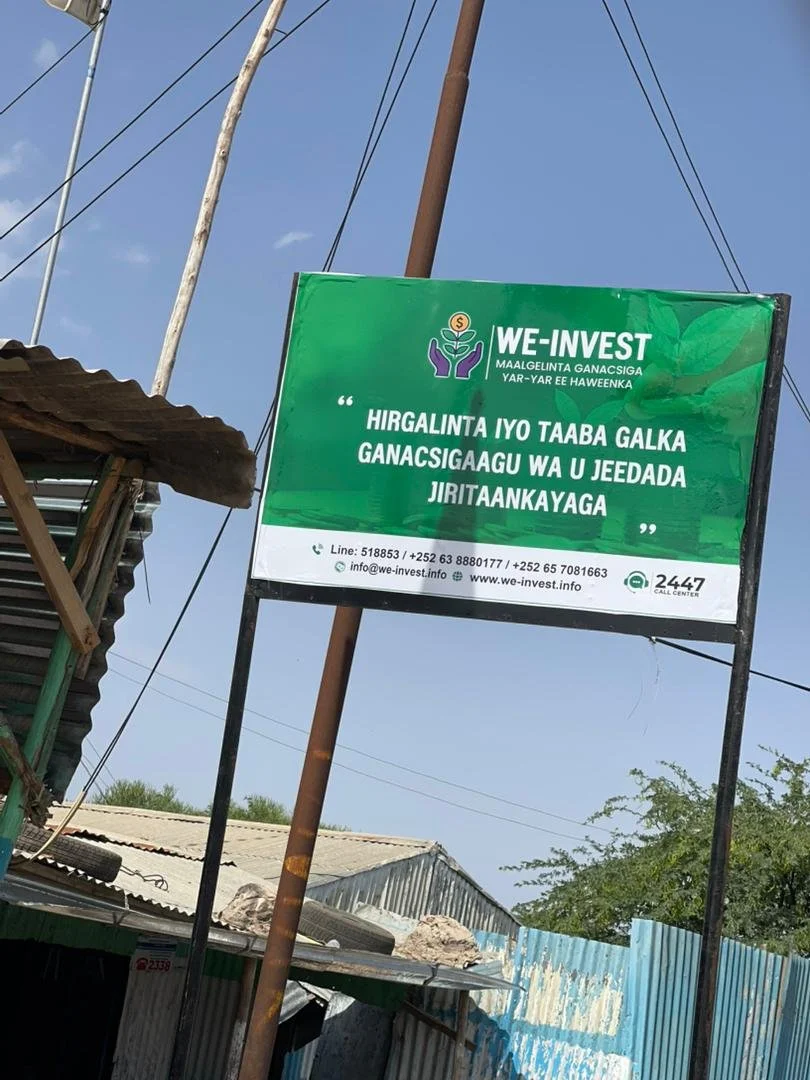 WE-INVEST
MAALGELINTA GANACSIGA
YAR-YAR EE HAWEENKA
“ HIRGALINTA IYO TAABA GALKA
GANACSIGAAGU WA U JEEDADA
JIRITAANKAYAGA ”
Line: 518853 / +252 63 8880177 / +252 65 7081663
info@we-invest.info www.we-invest.info
2447
CALL CENTER
2338